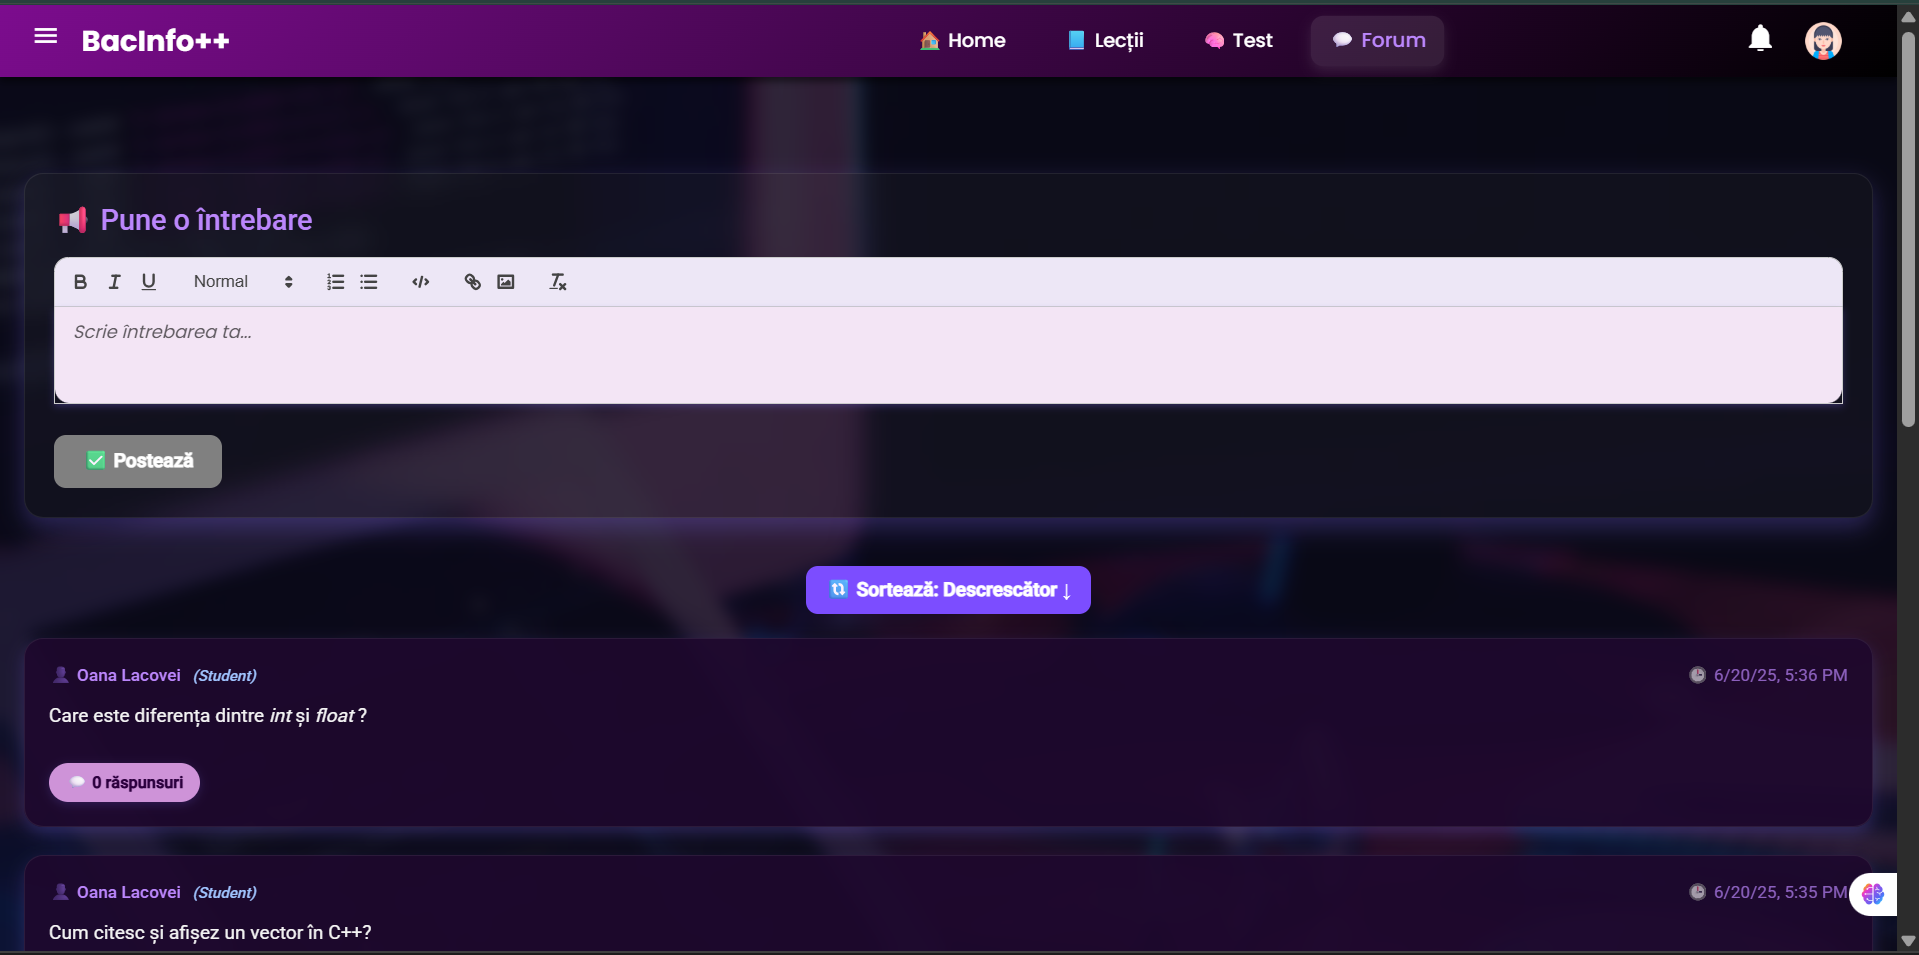 BacInfo++
Home
Lecții
Test
Forum
Pune o întrebare
Normal
Scrie întrebarea ta...
Postează
Sortează: Descrescător ↓
Oana Lacovei (Student)
6/20/25, 5:36 PM
Care este diferența dintre int și float ?
0 răspunsuri
Oana Lacovei (Student)
6/20/25, 5:35 PM
Cum citesc și afișez un vector în C++?